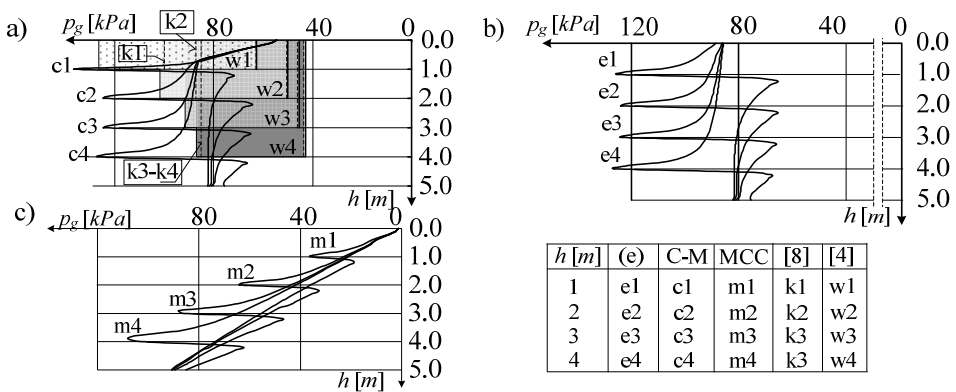 a)
p_g [kPa]
k2
80
40
0
k1
0.0
c1
w1
1.0
c2
w2
2.0
c3
w3
3.0
c4
w4
4.0
k3-k4
5.0
h [m]
b)
p_g [kPa]
120
80
40
0
0.0
e1
1.0
e2
2.0
e3
3.0
e4
4.0
5.0
h [m]
c)
p_g [kPa]
80
40
0
0.0
m1
1.0
m2
2.0
m3
3.0
m4
4.0
5.0
h [m]
h [m] (e) C-M MCC [8] [4]
1 e1 c1 m1 k1 w1
2 e2 c2 m2 k2 w2
3 e3 c3 m3 k3 w3
4 e4 c4 m4 k3 w4